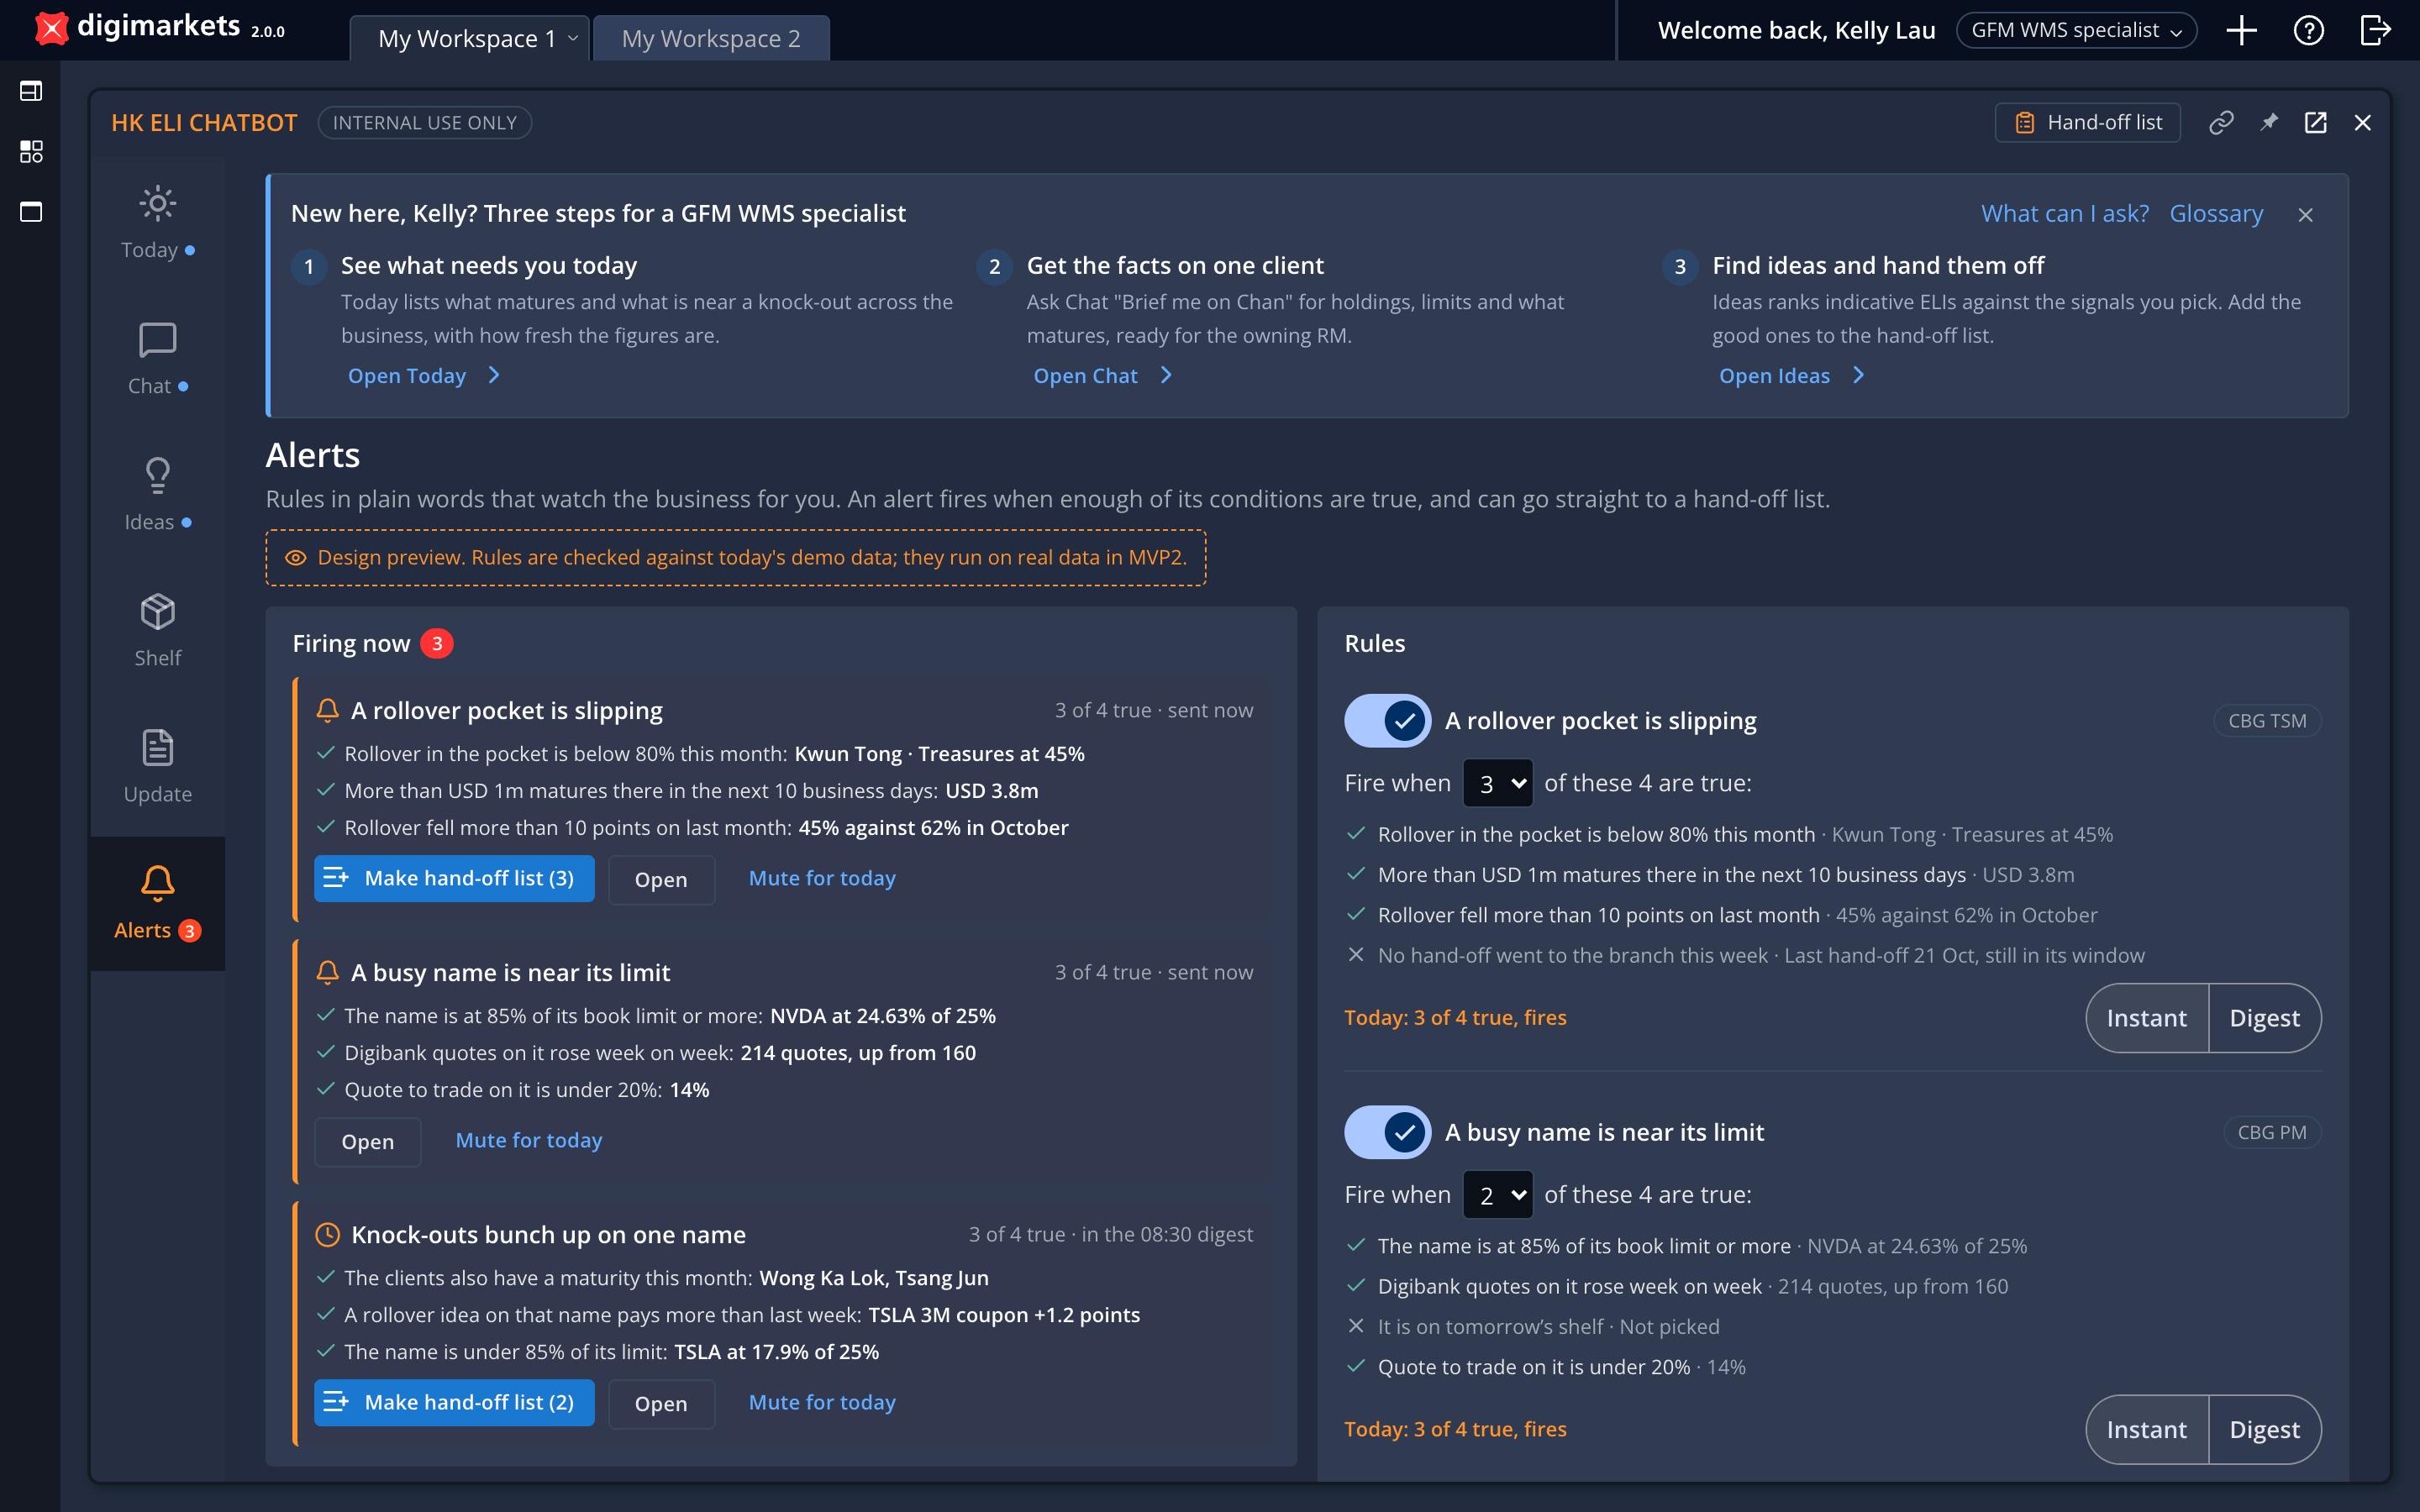 digimarkets 2.0.0
My Workspace 1
My Workspace 2
Welcome back, Kelly Lau
GFM WMS specialist
HK ELI CHATBOT
INTERNAL USE ONLY
Hand-off list
Today
Chat
Ideas
Shelf
Update
Alerts 3
New here, Kelly? Three steps for a GFM WMS specialist
What can I ask?
Glossary
1 See what needs you today
Today lists what matures and what is near a knock-out across the
business, with how fresh the figures are.
Open Today
2 Get the facts on one client
Ask Chat "Brief me on Chan" for holdings, limits and what
matures, ready for the owning RM.
Open Chat
3 Find ideas and hand them off
Ideas ranks indicative ELIs against the signals you pick. Add the
good ones to the hand-off list.
Open Ideas
Alerts
Rules in plain words that watch the business for you. An alert fires when enough of its conditions are true, and can go straight to a hand-off list.
Design preview. Rules are checked against today's demo data; they run on real data in MVP2.
Firing now 3
A rollover pocket is slipping
3 of 4 true · sent now
Rollover in the pocket is below 80% this month: Kwun Tong · Treasures at 45%
More than USD 1m matures there in the next 10 business days: USD 3.8m
Rollover fell more than 10 points on last month: 45% against 62% in October
Make hand-off list (3)
Open
Mute for today
A busy name is near its limit
3 of 4 true · sent now
The name is at 85% of its book limit or more: NVDA at 24.63% of 25%
Digibank quotes on it rose week on week: 214 quotes, up from 160
Quote to trade on it is under 20%: 14%
Open
Mute for today
Knock-outs bunch up on one name
3 of 4 true · in the 08:30 digest
The clients also have a maturity this month: Wong Ka Lok, Tsang Jun
A rollover idea on that name pays more than last week: TSLA 3M coupon +1.2 points
The name is under 85% of its limit: TSLA at 17.9% of 25%
Make hand-off list (2)
Open
Mute for today
Rules
A rollover pocket is slipping
CBG TSM
Fire when 3 of these 4 are true:
Rollover in the pocket is below 80% this month · Kwun Tong · Treasures at 45%
More than USD 1m matures there in the next 10 business days · USD 3.8m
Rollover fell more than 10 points on last month · 45% against 62% in October
No hand-off went to the branch this week · Last hand-off 21 Oct, still in its window
Today: 3 of 4 true, fires
Instant
Digest
A busy name is near its limit
CBG PM
Fire when 2 of these 4 are true:
The name is at 85% of its book limit or more · NVDA at 24.63% of 25%
Digibank quotes on it rose week on week · 214 quotes, up from 160
It is on tomorrow’s shelf · Not picked
Quote to trade on it is under 20% · 14%
Today: 3 of 4 true, fires
Instant
Digest